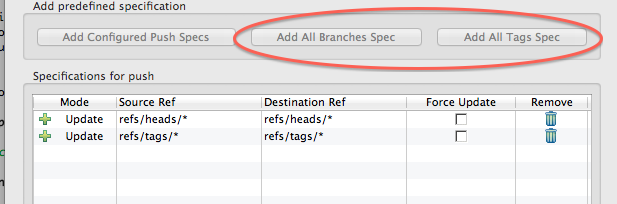 Add predefined specification
Add Configured Push Specs Add All Branches Spec Add All Tags Spec
Specifications for push
Mode Source Ref Destination Ref Force Update Remove
Update refs/heads/* refs/heads/*
Update refs/tags/* refs/tags/*